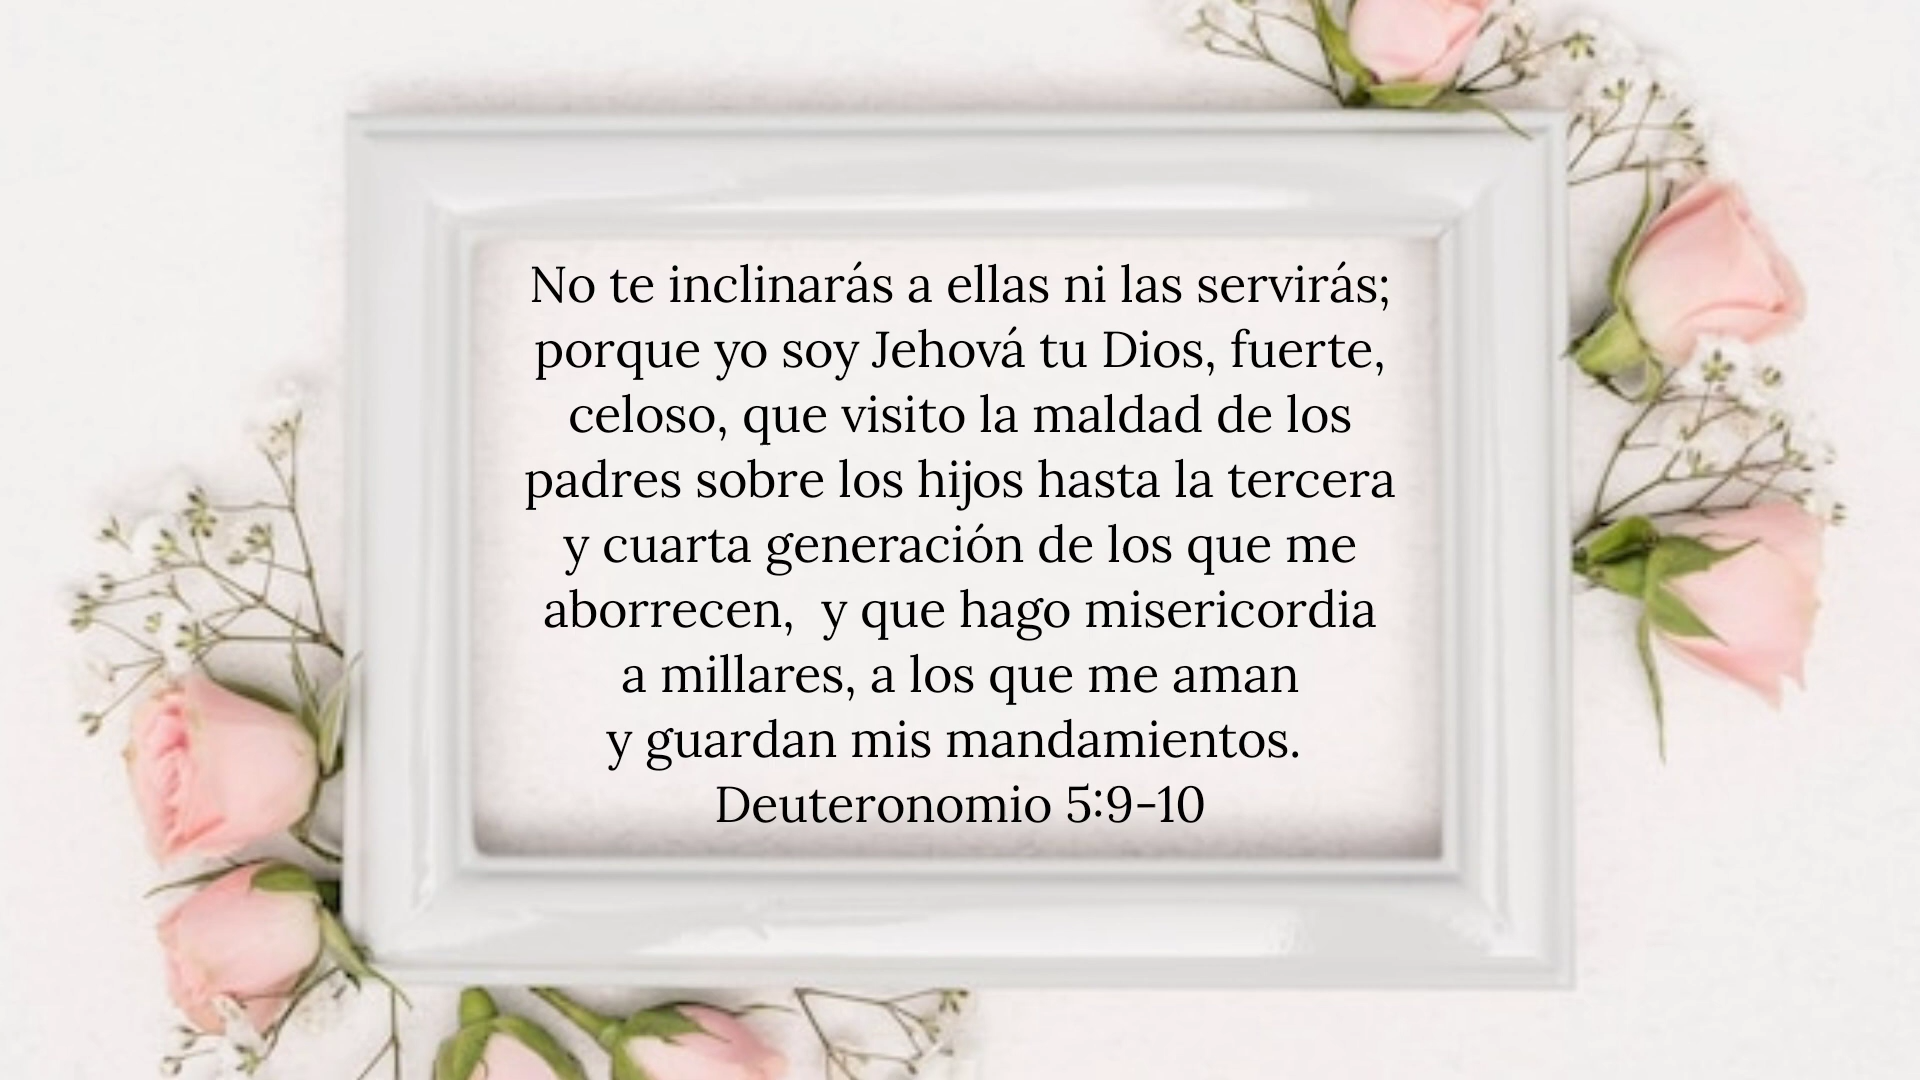 No te inclinarás a ellas ni las servirás;
porque yo soy Jehová tu Dios, fuerte,
celoso, que visito la maldad de los
padres sobre los hijos hasta la tercera
y cuarta generación de los que me
aborrecen,  y que hago misericordia
a millares, a los que me aman
y guardan mis mandamientos.
Deuteronomio 5:9-10